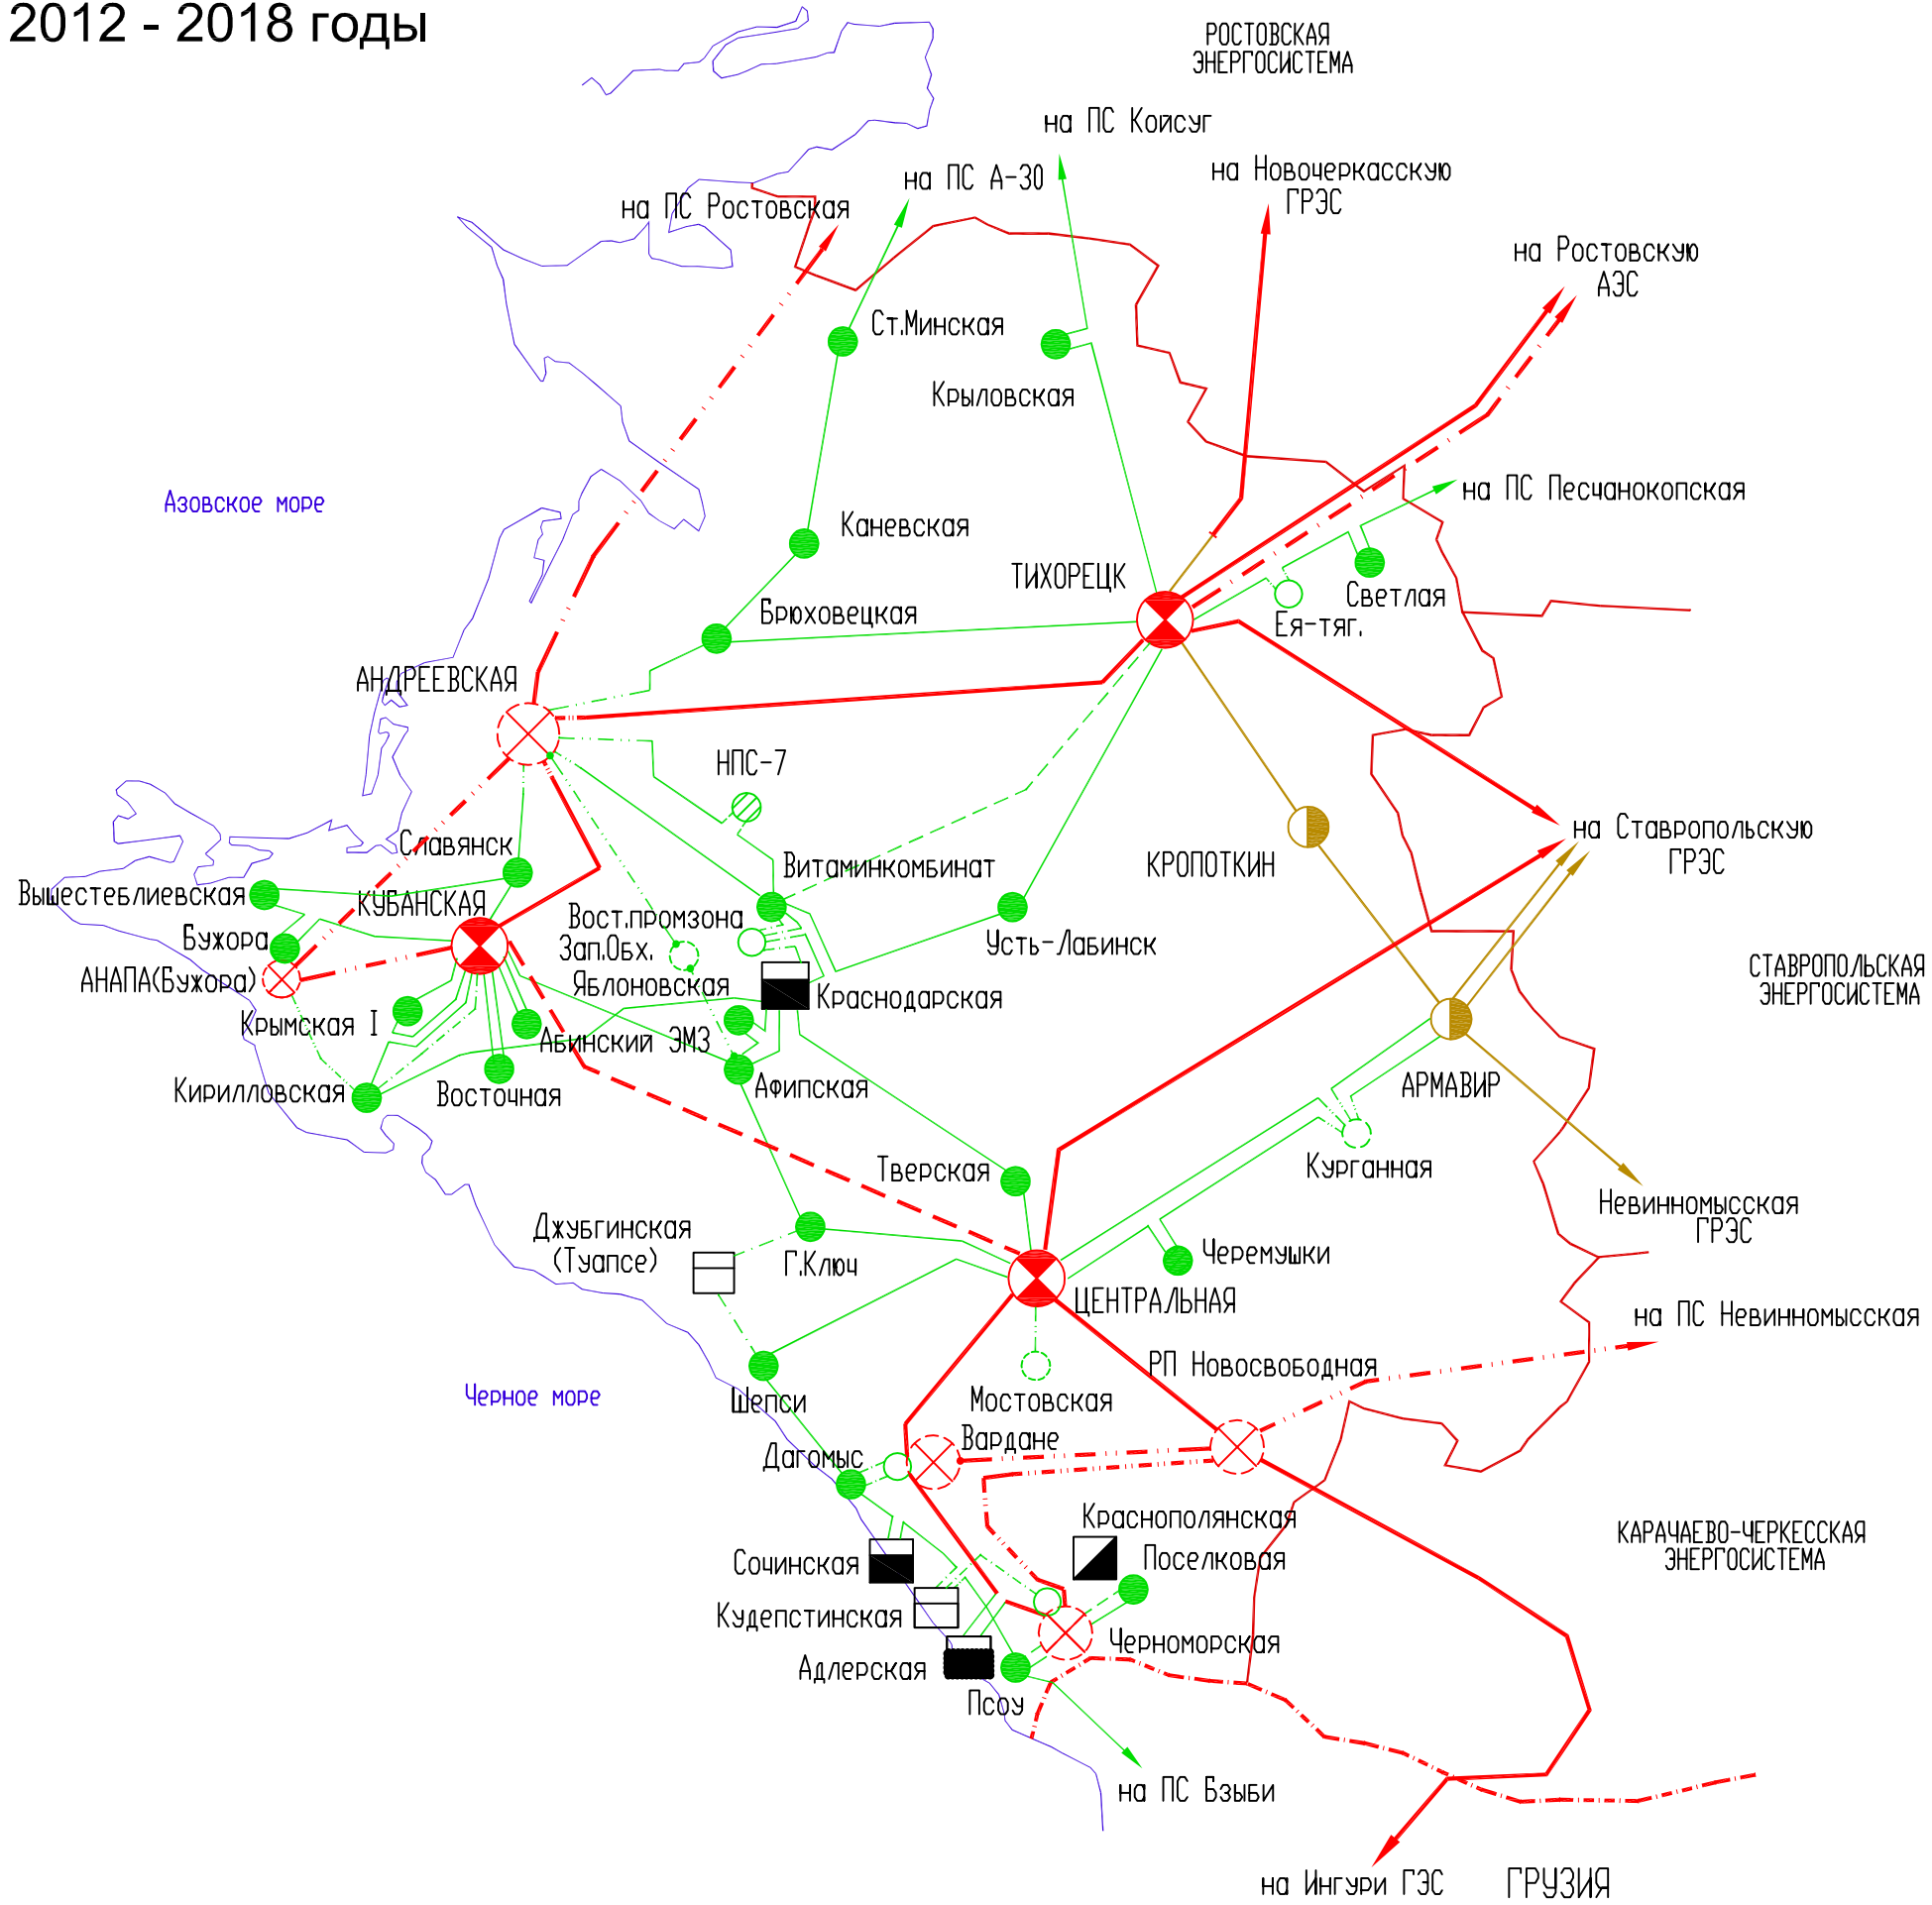 2012 - 2018 годы
РОСТОВСКАЯ
ЭНЕРГОСИСТЕМА
на ПС Койсуг
на Новочеркасскую
ГРЭС
на ПС А-30
на ПС Ростовская
на Ростовскую
АЭС
Ст.Минская
Крыловская
Азовское море
на ПС Песчанокопская
Каневская
ТИХОРЕЦК
Светлая
Брюховецкая
Ея-тяг.
АНДРЕЕВСКАЯ
НПС-7
на Ставропольскую
ГРЭС
Славянск
Витаминкомбинат
КРОПОТКИН
Вышестеблиевская
КУБАНСКАЯ
Вост.промзона
Бужора
Зап.Обх.
Усть-Лабинск
СТАВРОПОЛЬСКАЯ
ЭНЕРГОСИСТЕМА
АНАПА(Бужора)
Яблоновская
Краснодарская
Крымская I
Абинский ЭМЗ
Кирилловская
Восточная
Афипская
АРМАВИР
Тверская
Курганная
Невинномысская
ГРЭС
Джубгинская
(Туапсе)
Г.Ключ
Черемушки
ЦЕНТРАЛЬНАЯ
на ПС Невинномысская
РП Новосвободная
Черное море
Шепси
Мостовская
Вардане
Дагомыс
Краснополянская
КАРАЧАЕВО-ЧЕРКЕССКАЯ
ЭНЕРГОСИСТЕМА
Сочинская
Поселковая
Кудепстинская
Черноморская
Адлерская
Псоу
на ПС Бзыби
на Ингури ГЭС
ГРУЗИЯ